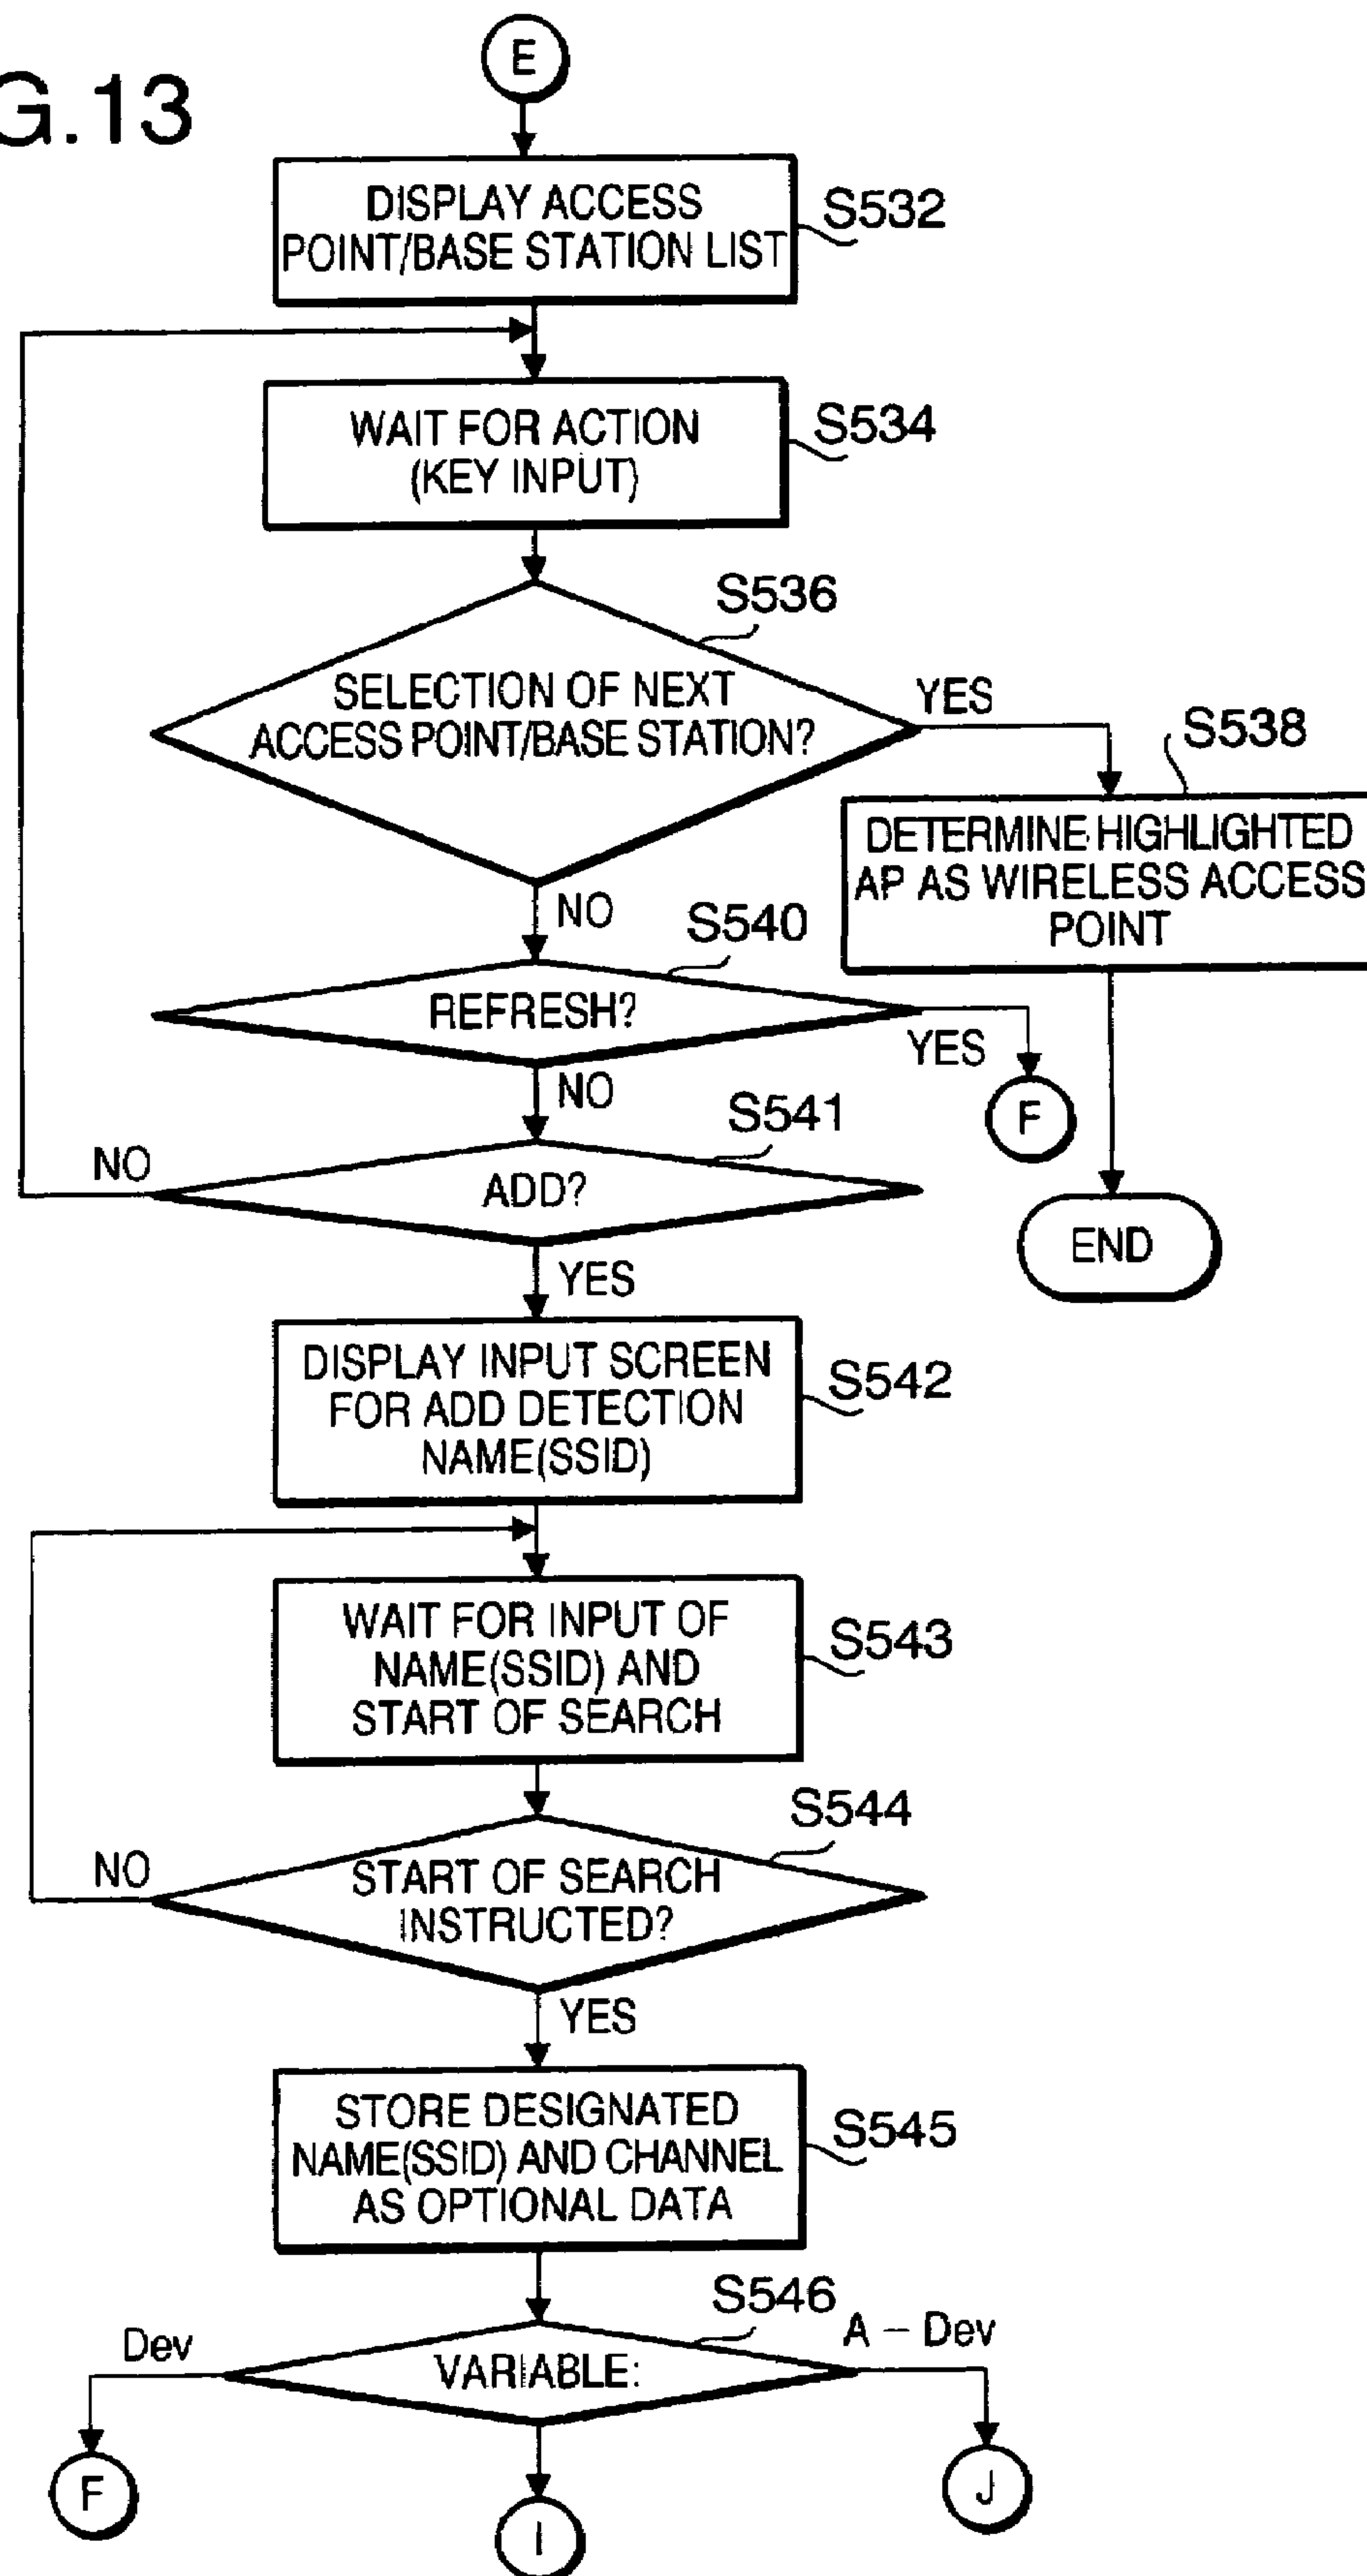 G.13
E
DISPLAY ACCESS
POINT/BASE STATION LIST
S532
WAIT FOR ACTION
(KEY INPUT)
S534
S536
SELECTION OF NEXT
ACCESS POINT/BASE STATION?
YES
S538
DETERMINE HIGHLIGHTED
AP AS WIRELESS ACCESS
POINT
NO
S540
REFRESH?
YES
F
NO
S541
NO
ADD?
END
YES
DISPLAY INPUT SCREEN
FOR ADD DETECTION
NAME(SSID)
S542
WAIT FOR INPUT OF
NAME(SSID) AND
START OF SEARCH
S543
S544
NO
START OF SEARCH
INSTRUCTED?
YES
STORE DESIGNATED
NAME(SSID) AND CHANNEL
AS OPTIONAL DATA
S545
S546
Dev
A – Dev
VARIABLE:
F
I
J